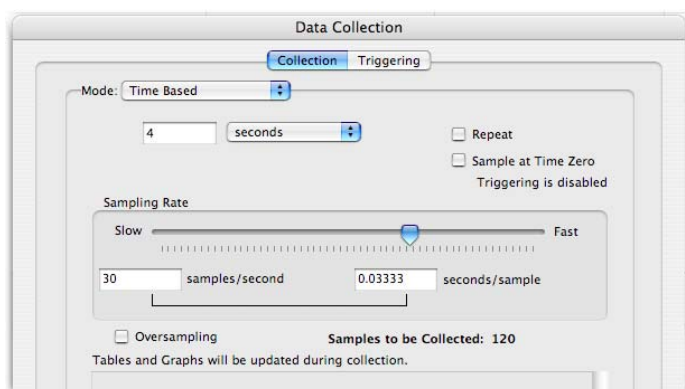 Data Collection
Collection Triggering
Mode: Time Based
4 seconds
Repeat
Sample at Time Zero
Triggering is disabled
Sampling Rate
Slow Fast
30 samples/second 0.03333 seconds/sample
Oversampling Samples to be Collected: 120
Tables and Graphs will be updated during collection.